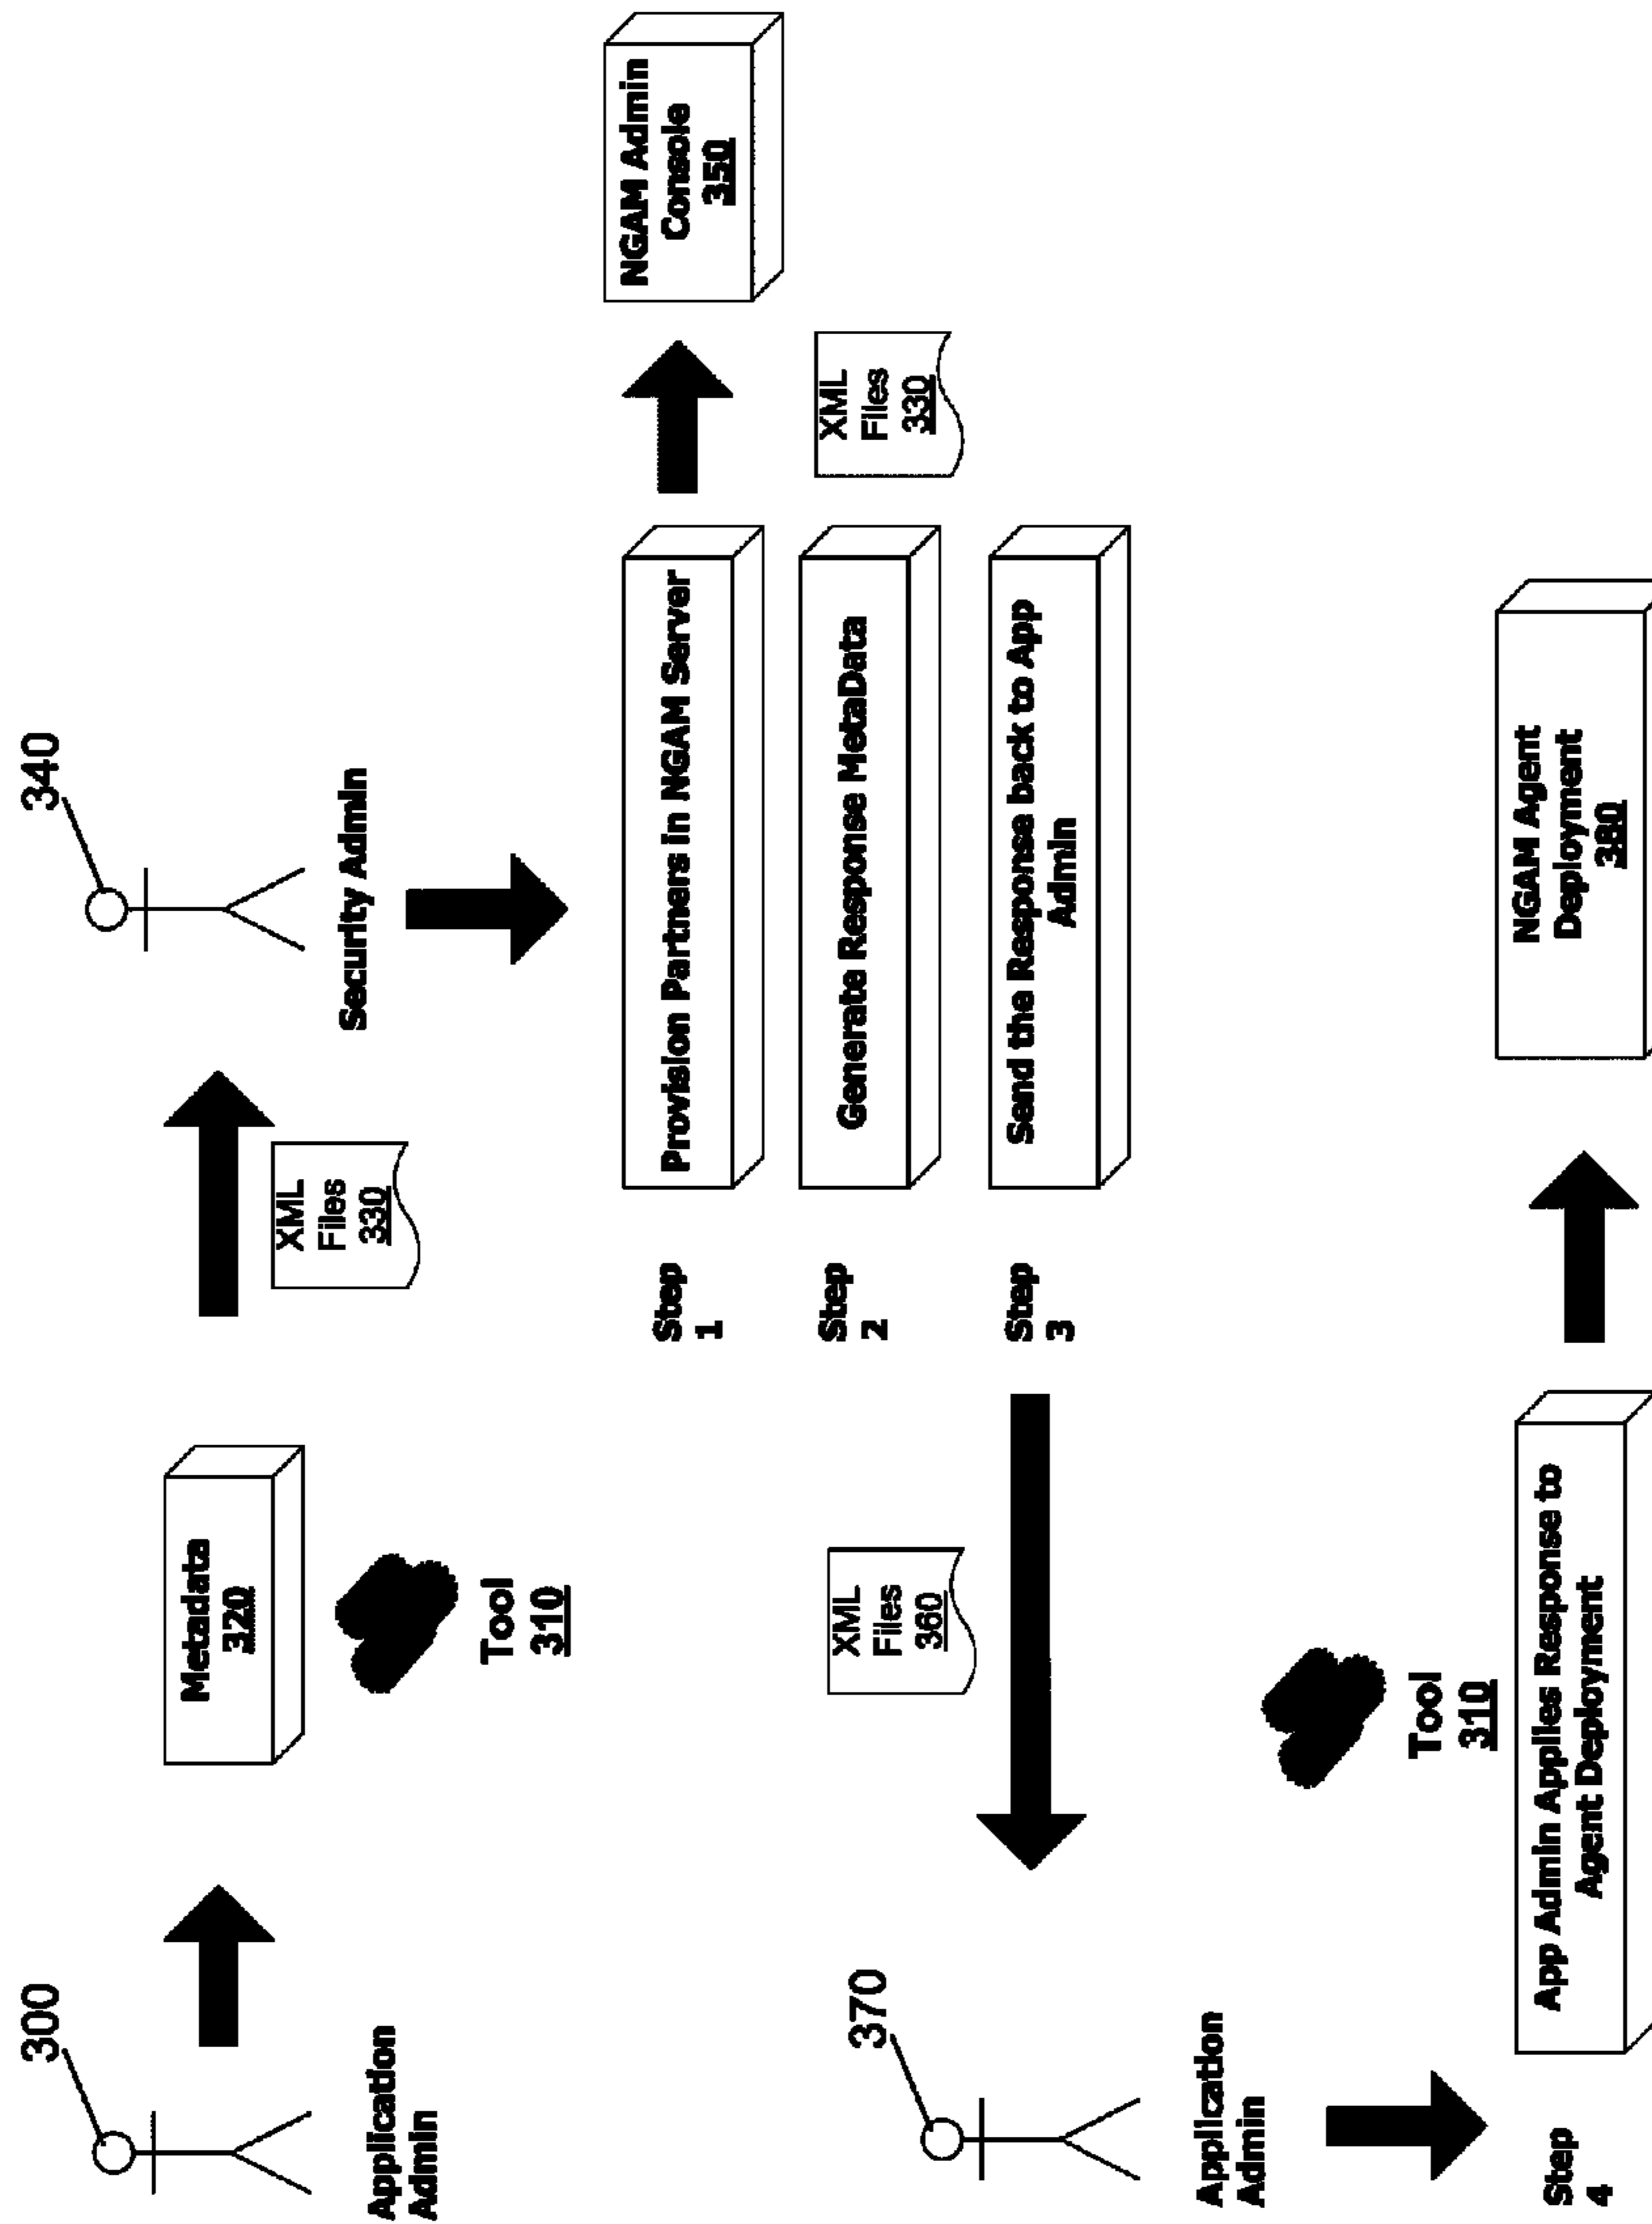 300
Application
Admin
Metadata
320
Tool
310
XML
Files
330
340
Security Admin
Step
1
Provision Partners in NGAM Server
Step
2
Generate Response MetaData
Step
3
Send the Response back to App
Admin
XML
Files
330
NGAM Admin
Console
350
XML
Files
360
370
Application
Admin
Tool
310
Step
4
App Admin Applies Response to
Agent Deployment
NGAM Agent
Deployment
380